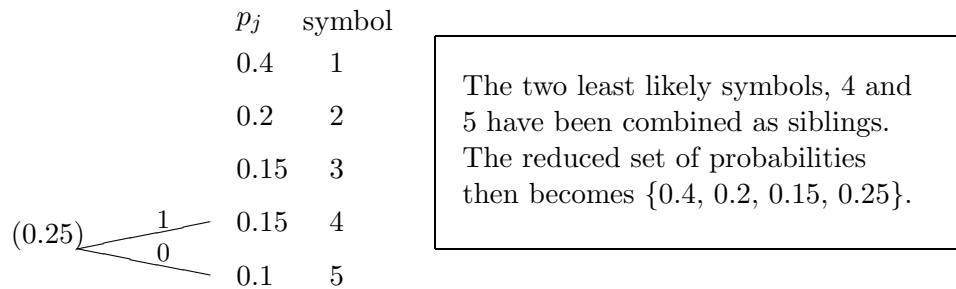 p_j symbol
0.4 1
0.2 2
0.15 3
(0.25) 1 0.15 4
0
0.1 5
The two least likely symbols, 4 and
5 have been combined as siblings.
The reduced set of probabilities
then becomes {0.4, 0.2, 0.15, 0.25}.